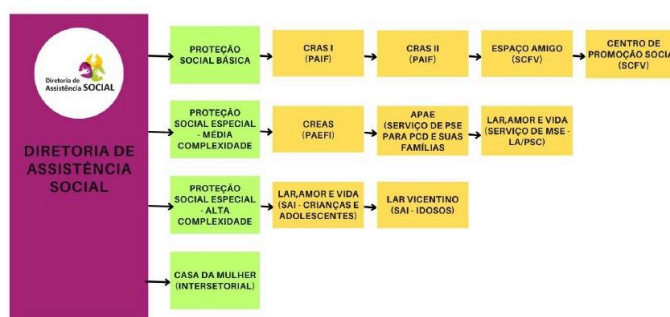 Diretoria de
Assistência SOCIAL
DIRETORIA DE
ASSISTÊNCIA
SOCIAL
PROTEÇÃO
SOCIAL BÁSICA
CRAS I
(PAIF)
CRAS II
(PAIF)
ESPAÇO AMIGO
(SCFV)
CENTRO DE
PROMOÇÃO SOCIA
(SCFV)
PROTEÇÃO
SOCIAL ESPECIAL
- MÉDIA
COMPLEXIDADE
CREAS
(PAEFI)
APAE
(SERVIÇO DE PSE
PARA PCD E SUAS
FAMÍLIAS
LAR,AMOR E VIDA
(SERVIÇO DE MSE -
LA/PSC)
PROTEÇÃO
SOCIAL ESPECIAL
- ALTA
COMPLEXIDADE
LAR,AMOR E VIDA
(SAI - CRIANÇAS E
ADOLESCENTES)
LAR VICENTINO
(SAI - IDOSOS)
CASA DA MULHER
(INTERSETORIAL)